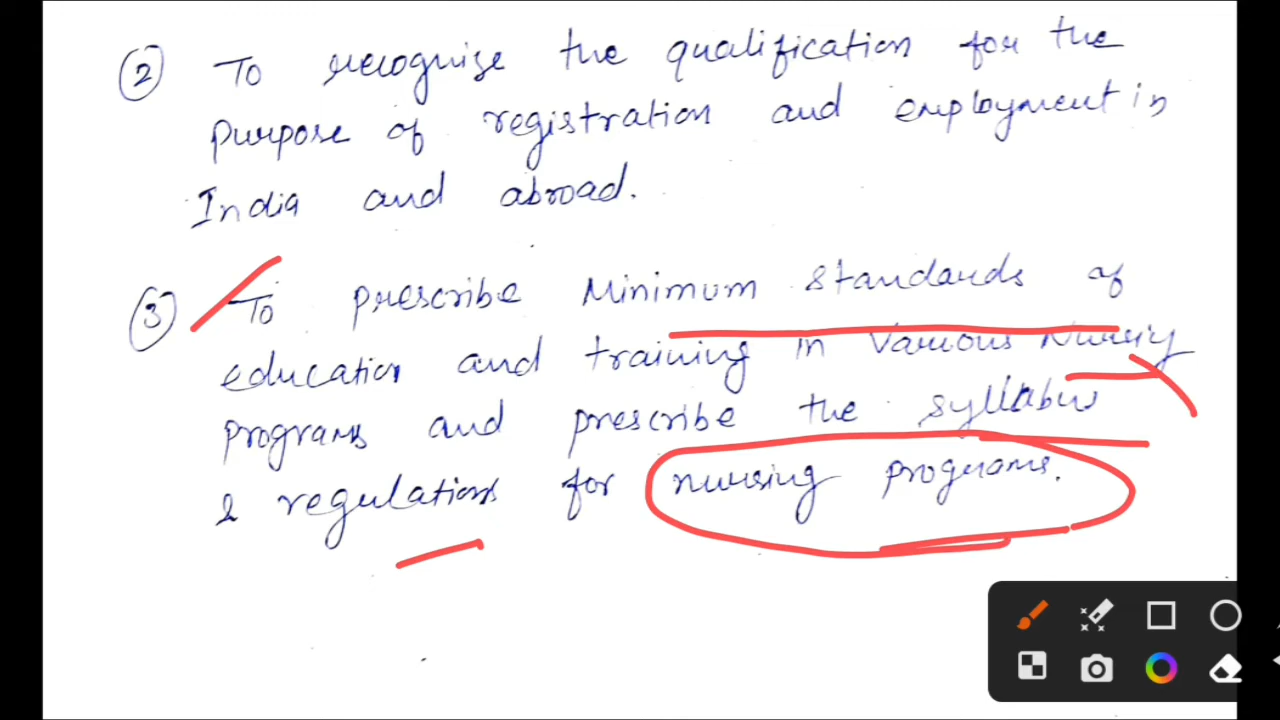 ② To recognize the qualification for the
purpose of registration and employment in
India and abroad.
③ To prescribe Minimum Standards of
education and training in Various Nursing
programs and prescribe the syllabus
& regulations for nursing programs.